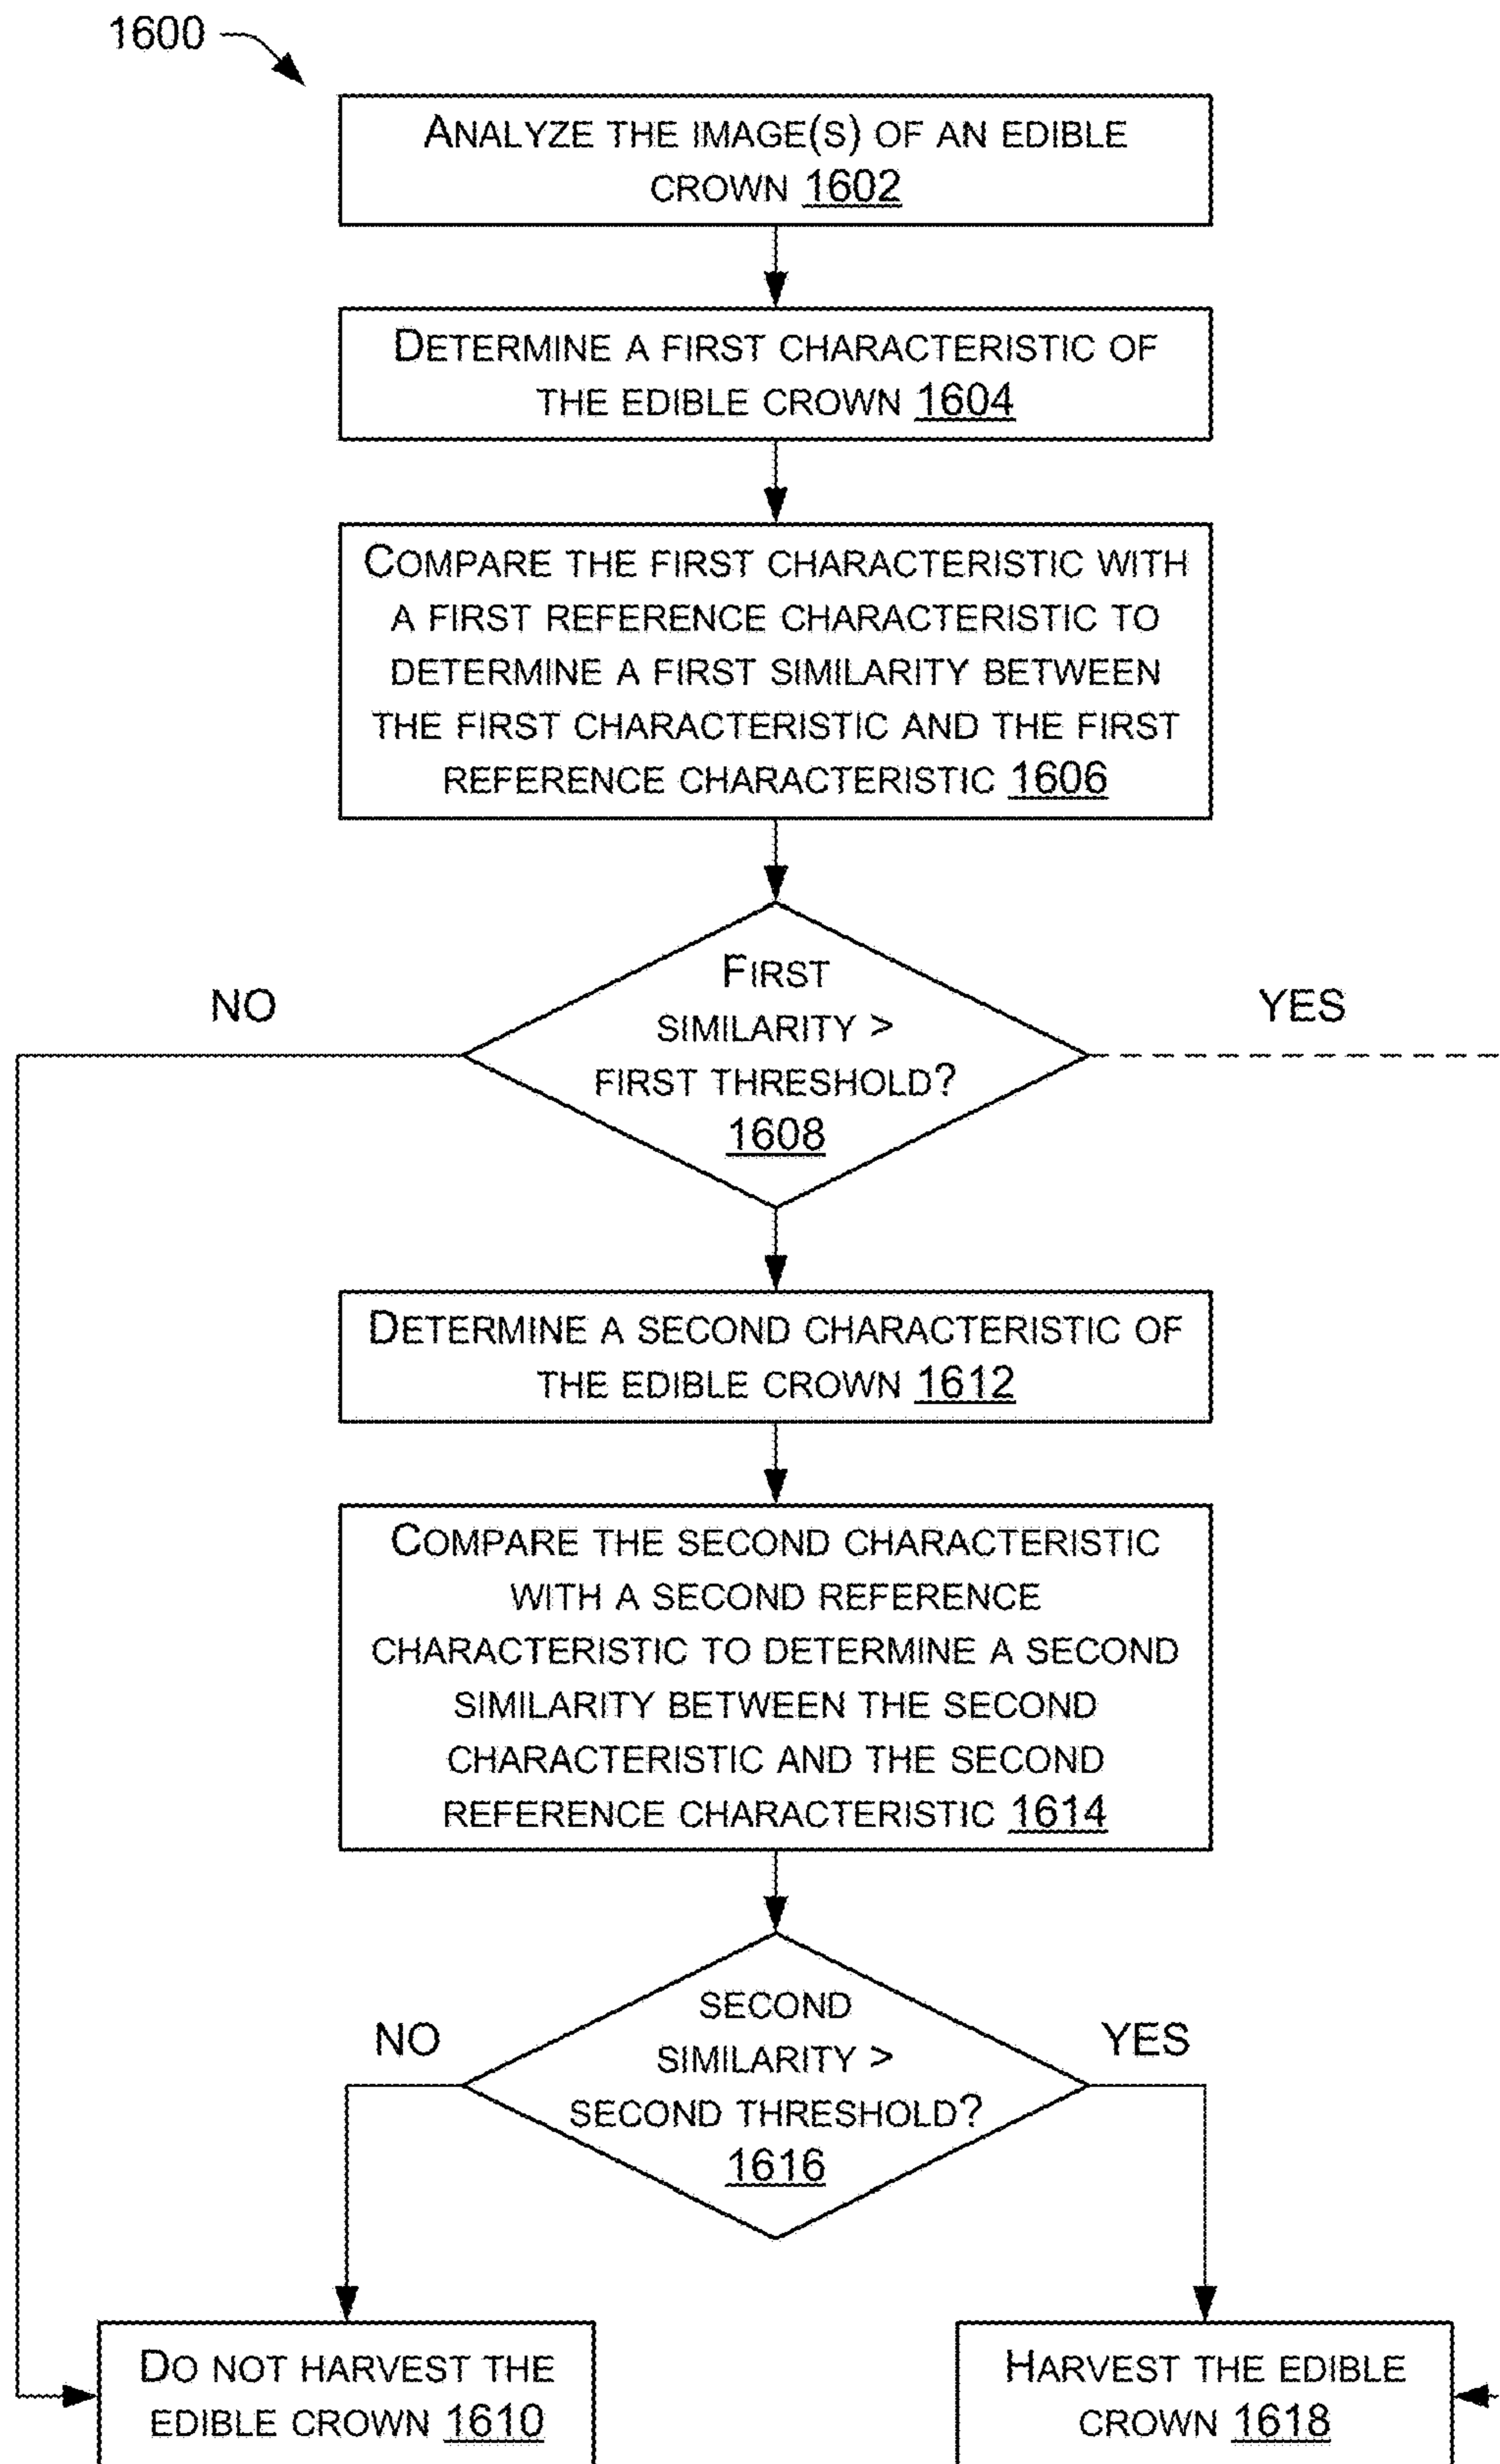 1600
ANALYZE THE IMAGE(S) OF AN EDIBLE
CROWN 1602
DETERMINE A FIRST CHARACTERISTIC OF
THE EDIBLE CROWN 1604
COMPARE THE FIRST CHARACTERISTIC WITH
A FIRST REFERENCE CHARACTERISTIC TO
DETERMINE A FIRST SIMILARITY BETWEEN
THE FIRST CHARACTERISTIC AND THE FIRST
REFERENCE CHARACTERISTIC 1606
NO
FIRST
SIMILARITY >
FIRST THRESHOLD?
1608
YES
DETERMINE A SECOND CHARACTERISTIC OF
THE EDIBLE CROWN 1612
COMPARE THE SECOND CHARACTERISTIC
WITH A SECOND REFERENCE
CHARACTERISTIC TO DETERMINE A SECOND
SIMILARITY BETWEEN THE SECOND
CHARACTERISTIC AND THE SECOND
REFERENCE CHARACTERISTIC 1614
NO
SECOND
SIMILARITY >
SECOND THRESHOLD?
1616
YES
DO NOT HARVEST THE
EDIBLE CROWN 1610
HARVEST THE EDIBLE
CROWN 1618